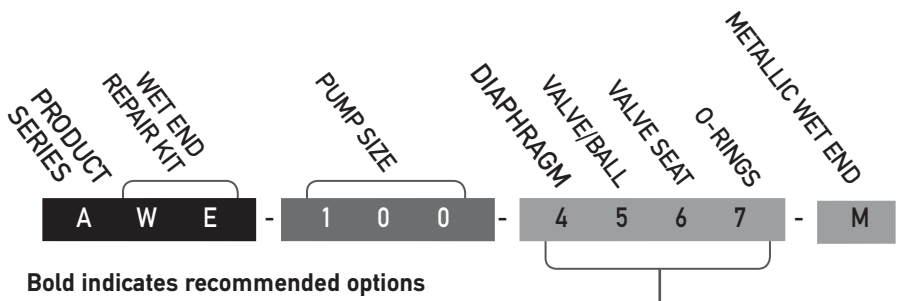 PRODUCT
SERIES
WET END
REPAIR KIT
PUMP SIZE
DIAPHRAGM
VALVE/BALL
VALVE SEAT
O-RINGS
METALLIC WET END
A W E - 1 0 0 - 4 5 6 7 - M
Bold indicates recommended options